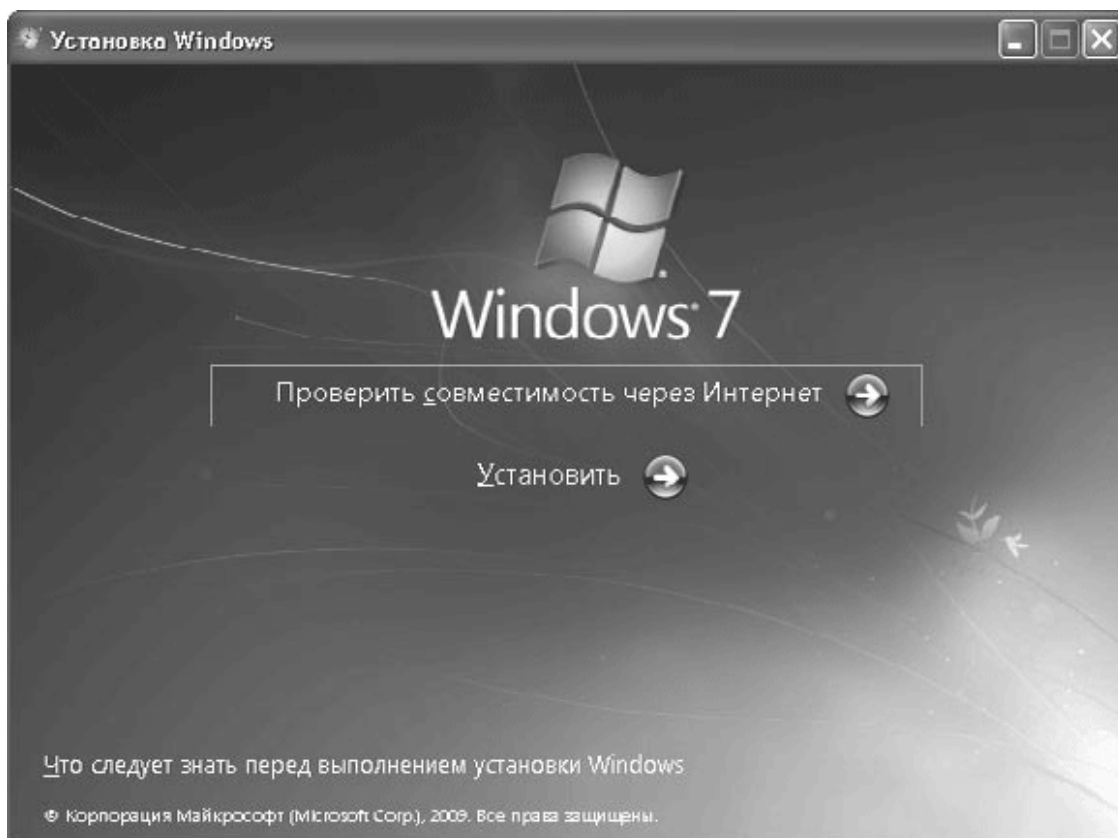 Установка Windows
Windows® 7
Проверить совместимость через Интернет
Установить
Что следует знать перед выполнением установки Windows
© Корпорация Майкрософт (Microsoft Corp.), 2009. Все права защищены.